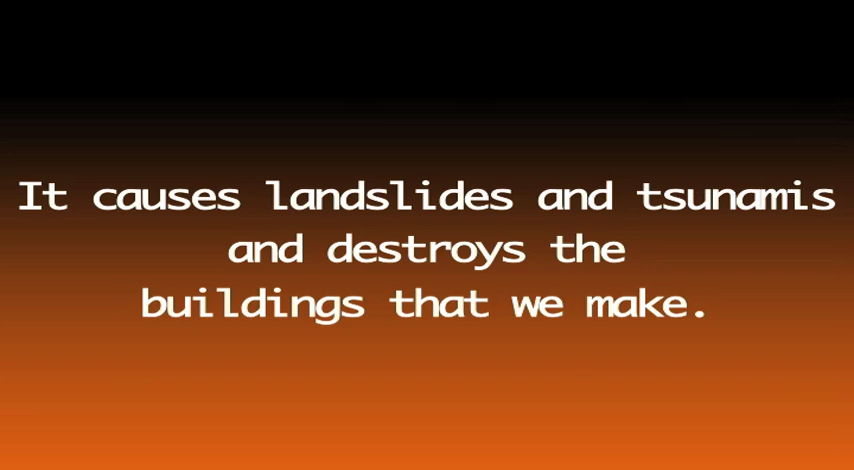 It causes landslides and tsunamis
and destroys the
buildings that we make.